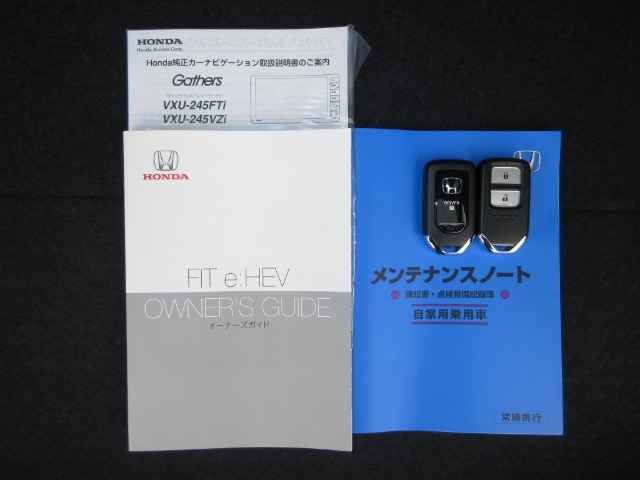 HONDA
Honda Access Corp.
Honda純正カーナビゲーション取扱説明書のご案内
Gathers
VXU-245FTi
VXU-245VZi
HONDA
FIT e:HEV
OWNER'S GUIDE
オーナーズガイド
DRIVER
メンテナンスノート
保証書・点検整備記録簿
自家用乗用車
常時携行